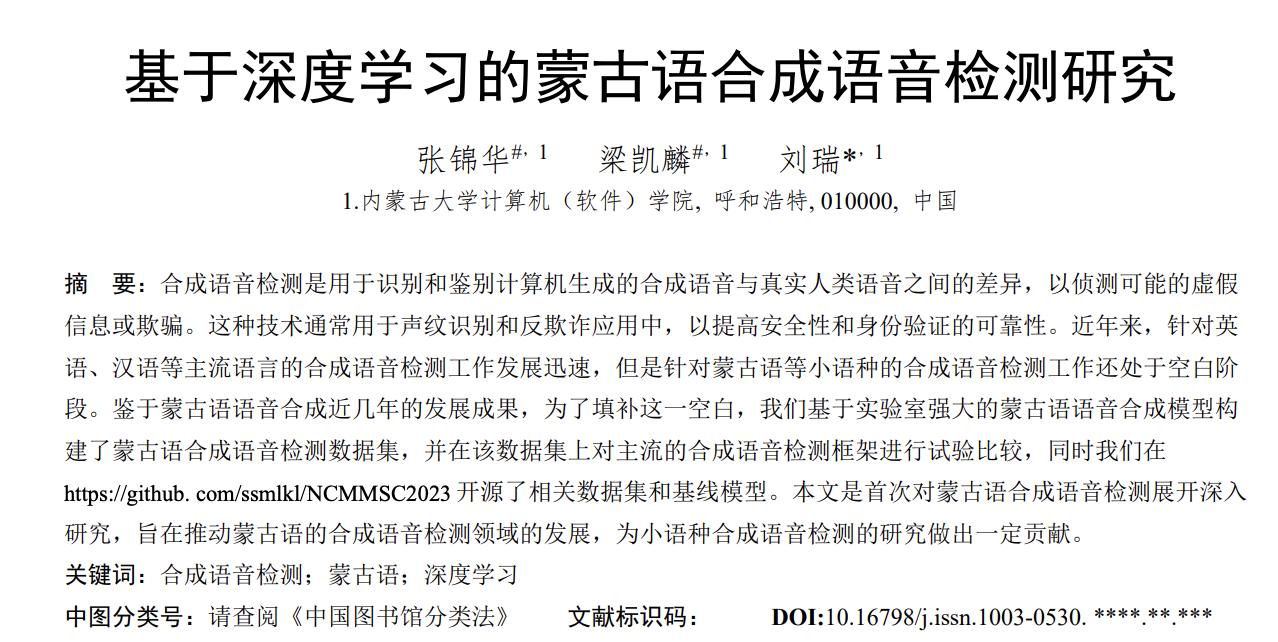 基于深度学习的蒙古语合成语音检测研究
张锦华#, 1 梁凯麟#, 1 刘瑞*, 1
1.内蒙古大学计算机（软件）学院, 呼和浩特, 010000, 中国
摘 要：合成语音检测是用于识别和鉴别计算机生成的合成语音与真实人类语音之间的差异，以侦测可能的虚假
信息或欺骗。这种技术通常用于声纹识别和反欺诈应用中，以提高安全性和身份验证的可靠性。近年来，针对英
语、汉语等主流语言的合成语音检测工作发展迅速，但是针对蒙古语等小语种的合成语音检测工作还处于空白阶
段。鉴于蒙古语语音合成近几年的发展成果，为了填补这一空白，我们基于实验室强大的蒙古语语音合成模型构
建了蒙古语合成语音检测数据集，并在该数据集上对主流的合成语音检测框架进行试验比较，同时我们在
https://github. com/ssmlkl/NCMMSC2023 开源了相关数据集和基线模型。本文是首次对蒙古语合成语音检测展开深入
研究，旨在推动蒙古语的合成语音检测领域的发展，为小语种合成语音检测的研究做出一定贡献。
关键词：合成语音检测；蒙古语；深度学习
中图分类号：请查阅《中国图书馆分类法》 文献标识码： DOI:10.16798/j.issn.1003-0530. ****.**.***